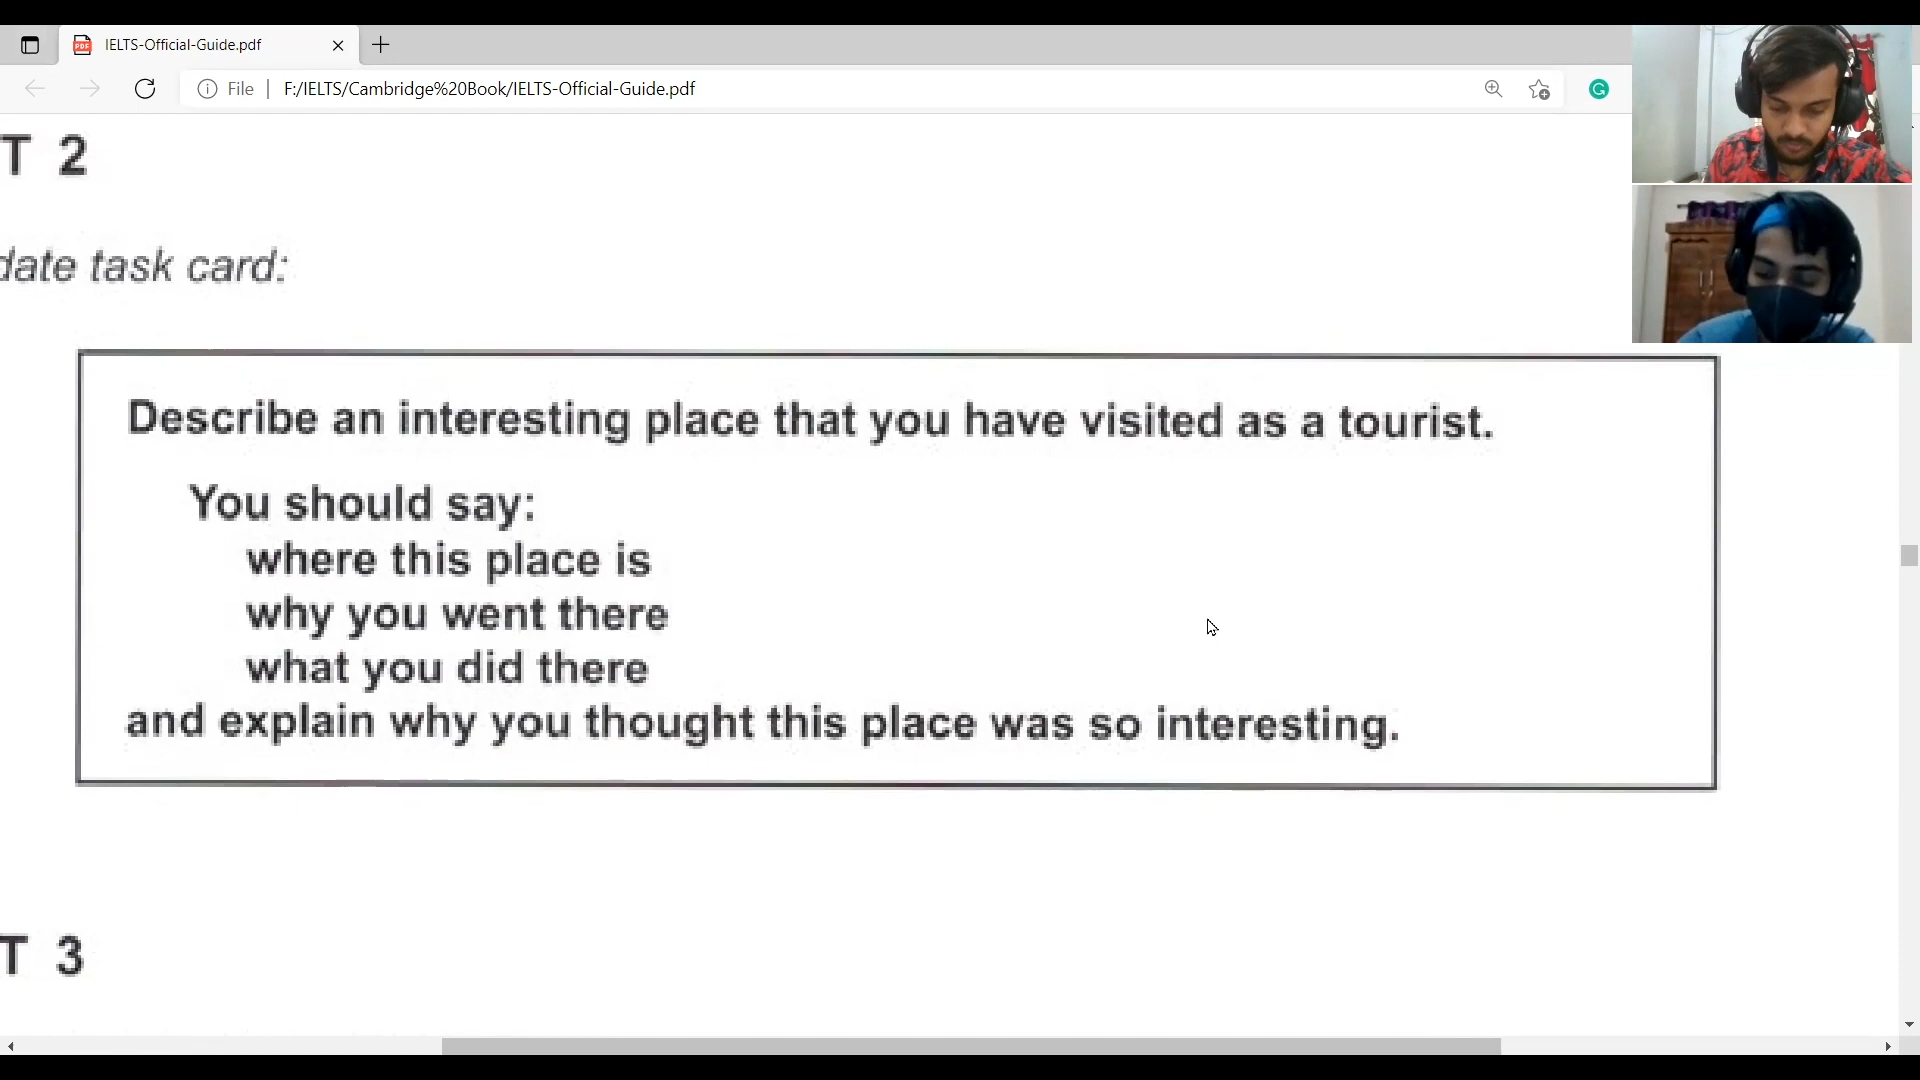 IELTS-Official-Guide.pdf
File | F:/IELTS/Cambridge%20Book/IELTS-Official-Guide.pdf
T 2
date task card:
Describe an interesting place that you have visited as a tourist.
You should say:
where this place is
why you went there
what you did there
and explain why you thought this place was so interesting.
T 3